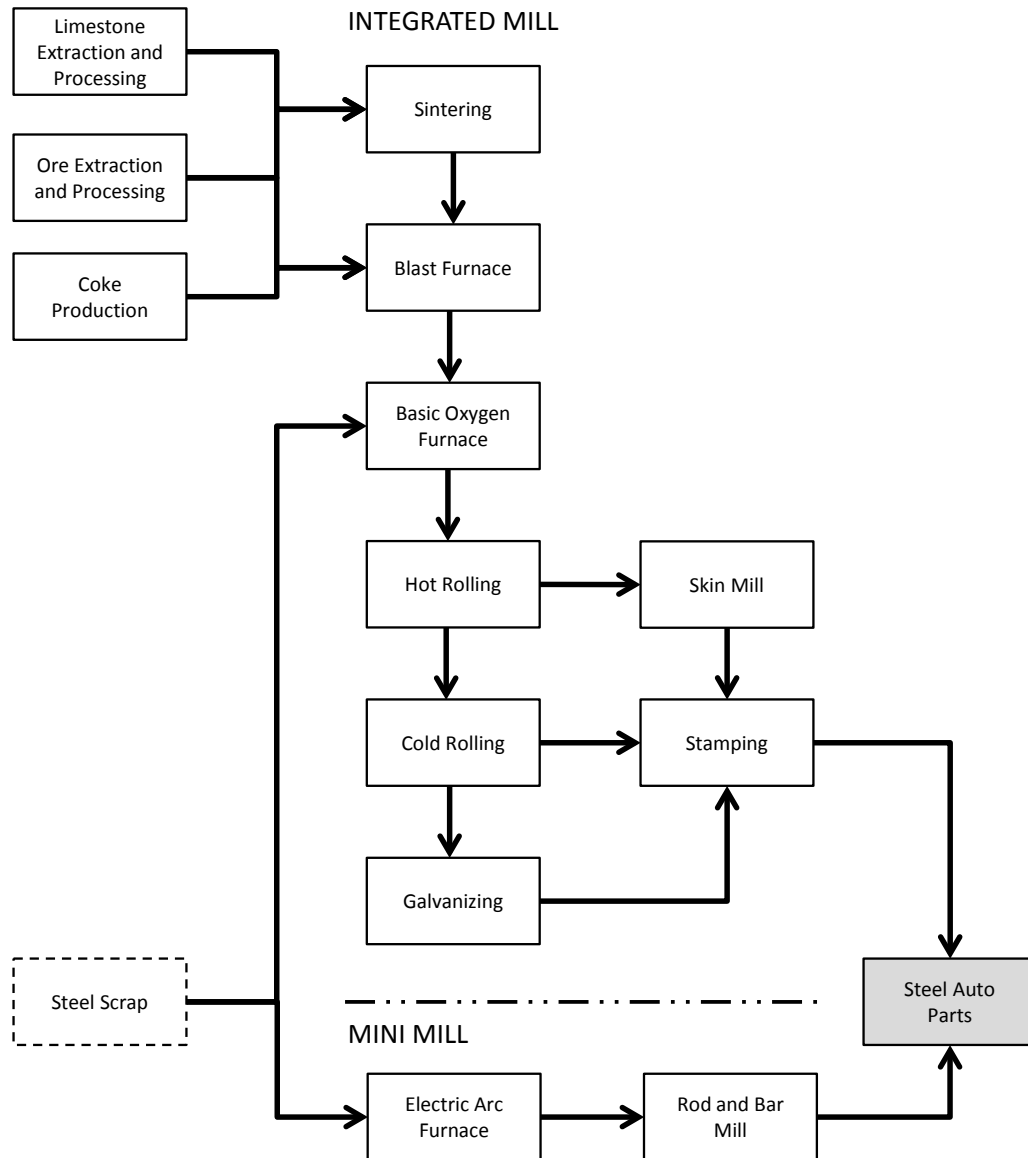 INTEGRATED MILL
Limestone
Extraction and
Processing
Sintering
Ore Extraction
and Processing
Blast Furnace
Coke
Production
Basic Oxygen
Furnace
Hot Rolling
Skin Mill
Cold Rolling
Stamping
Galvanizing
Steel Scrap
Steel Auto
Parts
MINI MILL
Electric Arc
Furnace
Rod and Bar
Mill